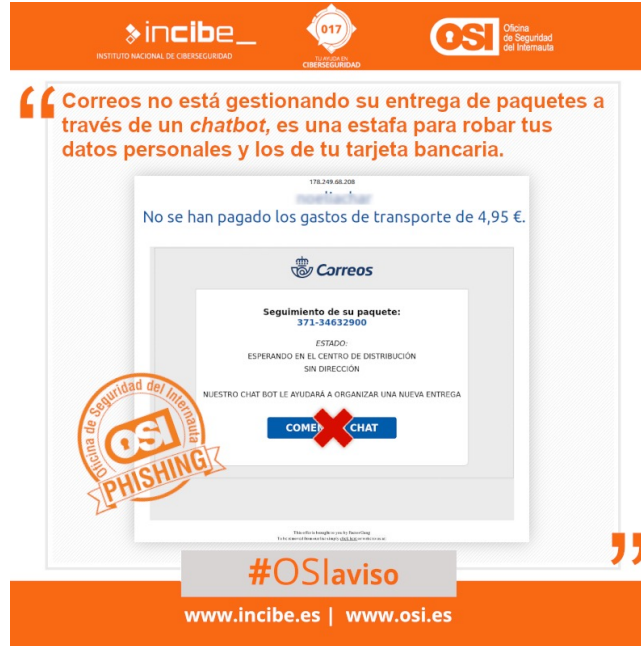 incibe_
INSTITUTO NACIONAL DE CIBERSEGURIDAD
017
TU AYUDA EN
CIBERSEGURIDAD
OSI
Oficina
de Seguridad
del Internauta
“ Correos no está gestionando su entrega de paquetes a
través de un chatbot, es una estafa para robar tus
datos personales y los de tu tarjeta bancaria.
178.249.68.208
No se han pagado los gastos de transporte de 4,95 €.
Correos
Seguimiento de su paquete:
371-34632900
ESTADO:
ESPERANDO EN EL CENTRO DE DISTRIBUCIÓN
SIN DIRECCIÓN
NUESTRO CHAT BOT LE AYUDARÁ A ORGANIZAR UNA NUEVA ENTREGA
CHAT
Oficina de Seguridad del Internauta
OSI
PHISHING
”
#OSIaviso
www.incibe.es | www.osi.es